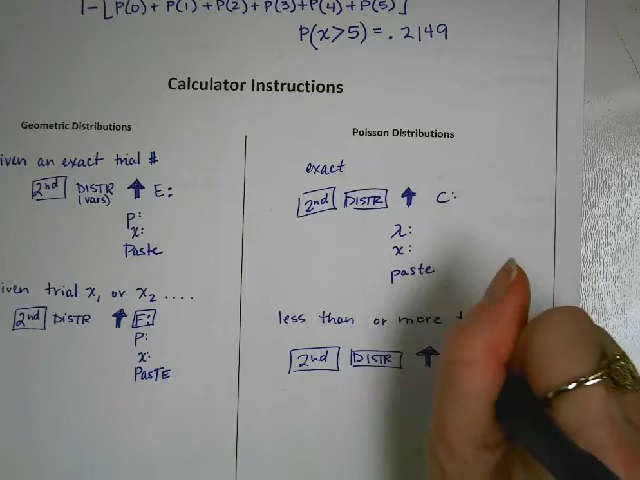 1-[P(0)+ P(1) + P(2)+ P(3)+P(4)+ P(5)]
P(x>5)=.2149
Calculator Instructions
Geometric Distributions
iven an exact trial #
2nd DISTR ↑ E:
(vars)
P:
x:
Paste
iven trial x₁ or x₂ ....
2nd DISTR ↑ F:
P:
x:
PASTE
Poisson Distributions
exact
2nd DISTR ↑ C:
λ:
x:
paste
less than or more
2nd DISTR ↑